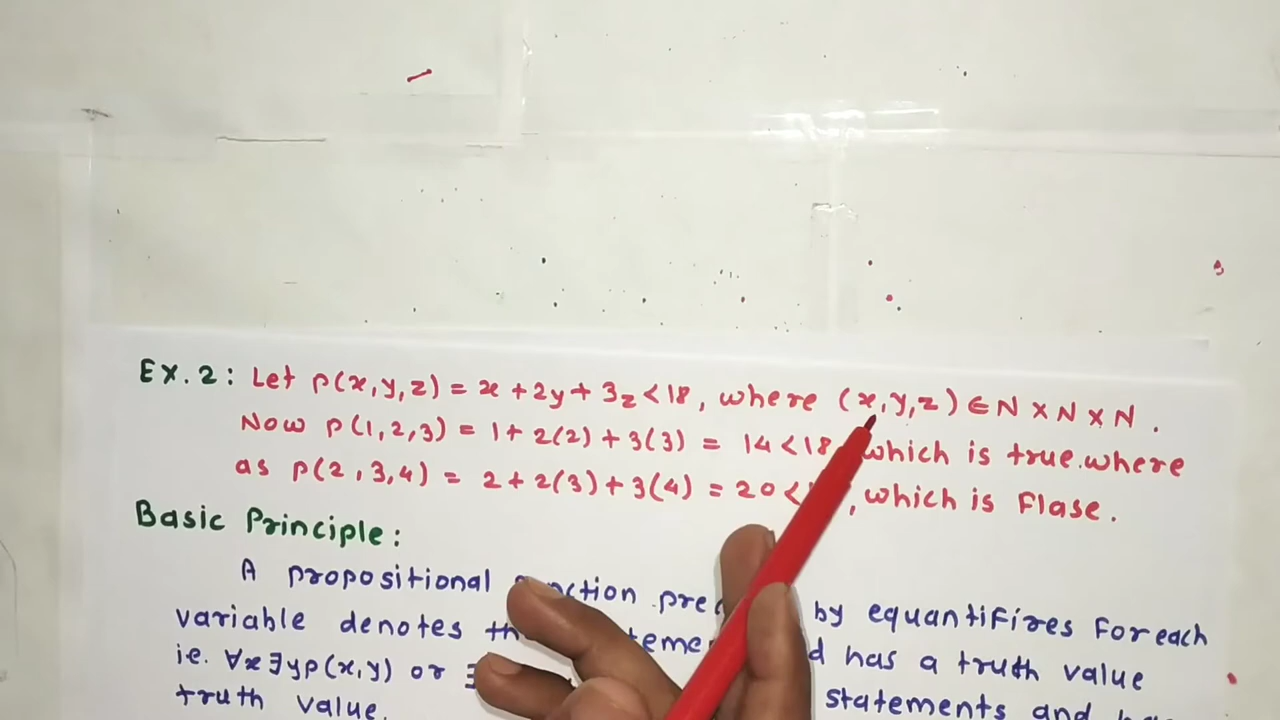 Ex.2: Let p(x,y,z) = x + 2y + 3z < 18, where (x,y,z) ∈ N × N × N.
Now p(1,2,3) = 1 + 2(2) + 3(3) = 14 < 18, which is true. where
as p(2,3,4) = 2 + 2(3) + 3(4) = 20 < , which is Flase.
Basic Principle:
A propositional by equantifires For each
variable denotes has a truth value
ie. ∀x∃yp(x,y) or ∃ statements and
truth value.